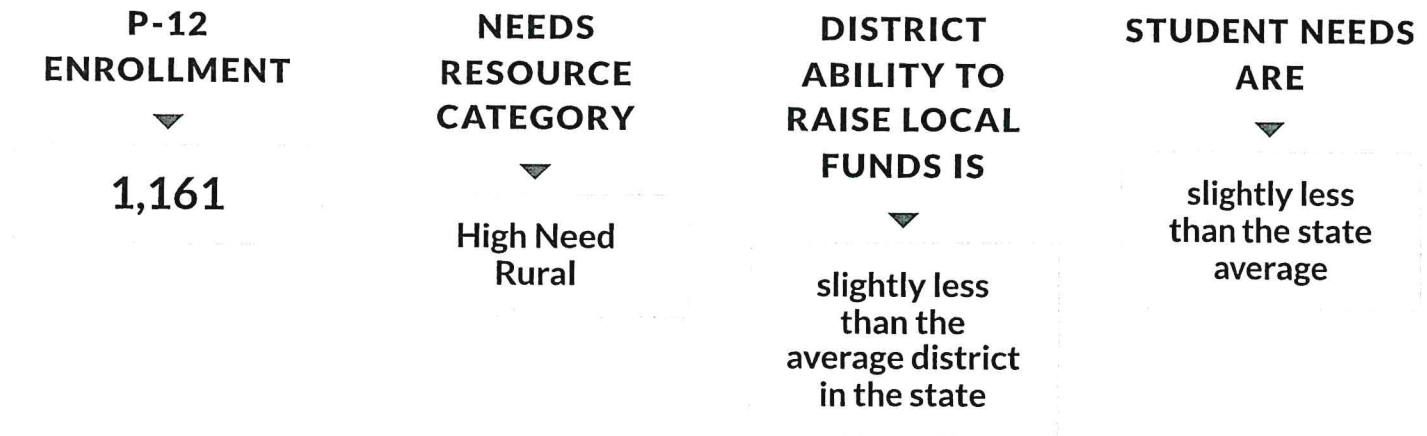 P-12
ENROLLMENT
1,161
NEEDS
RESOURCE
CATEGORY
High Need
Rural
DISTRICT
ABILITY TO
RAISE LOCAL
FUNDS IS
slightly less
than the
average district
in the state
STUDENT NEEDS
ARE
slightly less
than the state
average